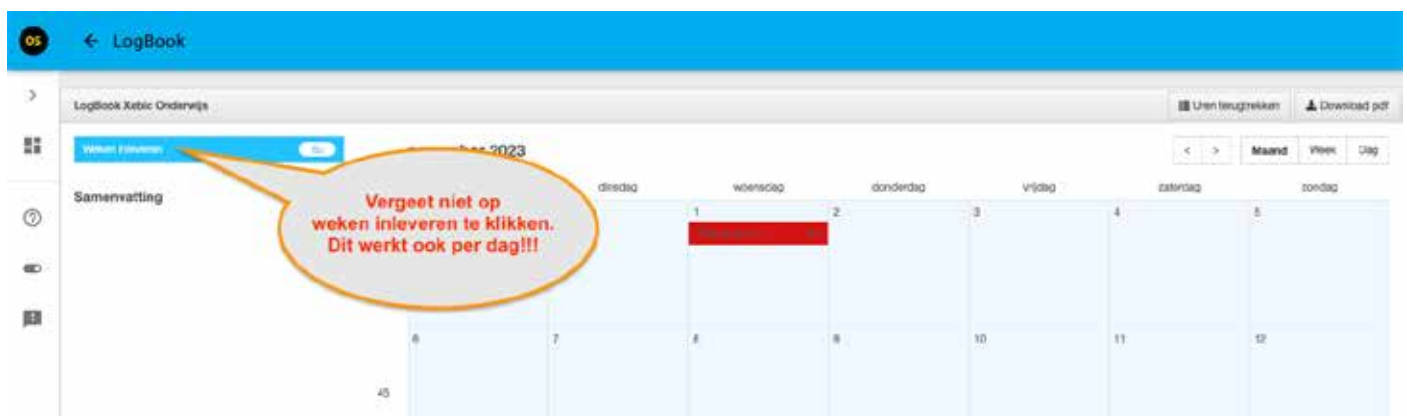 OS
LogBook
LogBook Xebic Onderwijs
Uren terugtrekken
Download pdf
Weken inleveren
2023
< >
Maand
Week
Dag
Samenvatting
Vergeet niet op
weken inleveren te klikken.
Dit werkt ook per dag!!!
dinsdag
woensdag
donderdag
vrijdag
zaterdag
zondag
1
2
3
4
5
6
7
8
9
10
11
12
45